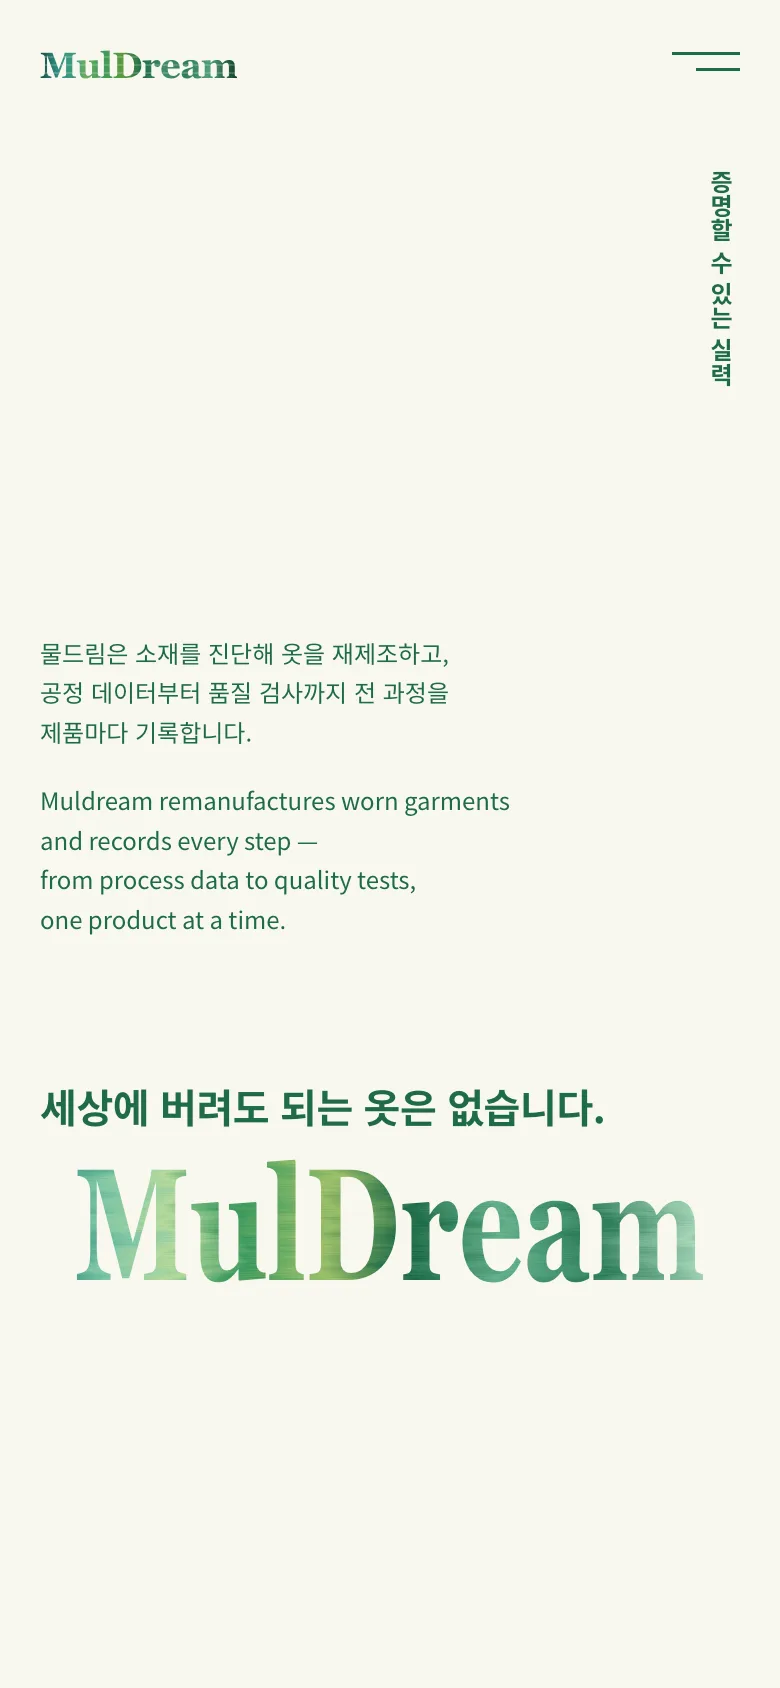 MulDream
증명할 수 있는 실력
물드림은 소재를 진단해 옷을 재제조하고,
공정 데이터부터 품질 검사까지 전 과정을
제품마다 기록합니다.
Muldream remanufactures worn garments
and records every step —
from process data to quality tests,
one product at a time.
세상에 버려도 되는 옷은 없습니다.
MulDream